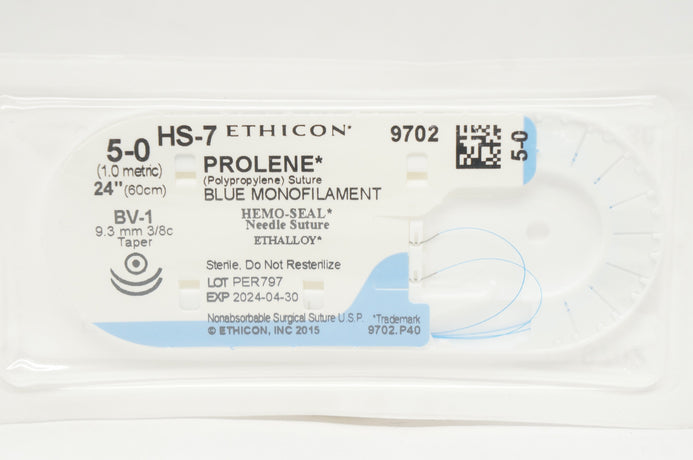 HS-7 ETHICON* 9702
5-0
5-0
(1.0 metric)
24" (60cm)
PROLENE*
(Polypropylene) Suture
BLUE MONOFILAMENT
BV-1
9.3 mm 3/8c
Taper
HEMO-SEAL*
Needle Suture
ETHALLOY*
Sterile, Do Not Resterilize
LOT PER797
EXP 2024-04-30
Nonabsorbable Surgical Suture U.S.P. *Trademark
© ETHICON, INC 2015 9702.P40